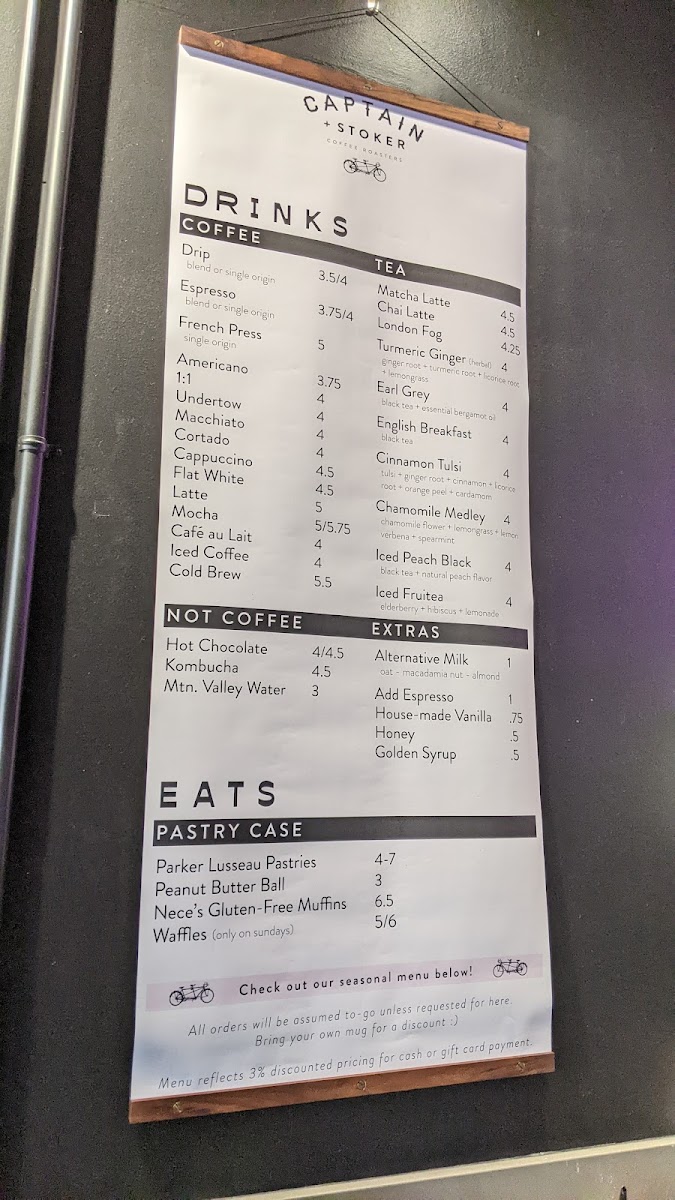 CAPTAIN
+ STOKER
COFFEE ROASTERS
DRINKS
COFFEE
Drip 3.5/4
blend or single origin
Espresso 3.75/4
blend or single origin
French Press 5
single origin
Americano 3.75
1:1 4
Undertow 4
Macchiato 4
Cortado 4
Cappuccino 4.5
Flat White 4.5
Latte 5
Mocha 5/5.75
Café au Lait 4
Iced Coffee 4
Cold Brew 5.5
TEA
Matcha Latte 4.5
Chai Latte 4.5
London Fog 4.25
Turmeric Ginger (herbal) 4
ginger root + turmeric root + licorice root
+ lemongrass
Earl Grey 4
black tea + essential bergamot oil
English Breakfast 4
black tea
Cinnamon Tulsi 4
tulsi + ginger root + cinnamon + licorice
root + orange peel + cardamom
Chamomile Medley 4
chamomile flower + lemongrass + lemon
verbena + spearmint
Iced Peach Black 4
black tea + natural peach flavor
Iced Fruitea 4
elderberry + hibiscus + lemonade
NOT COFFEE
Hot Chocolate 4/4.5
Kombucha 4.5
Mtn. Valley Water 3
EXTRAS
Alternative Milk 1
oat - macadamia nut - almond
Add Espresso 1
House-made Vanilla .75
Honey .5
Golden Syrup .5
EATS
PASTRY CASE
Parker Lusseau Pastries 4-7
Peanut Butter Ball 3
Nece's Gluten-Free Muffins 6.5
Waffles (only on sundays) 5/6
Check out our seasonal menu below!
All orders will be assumed to-go unless requested for here.
Bring your own mug for a discount :)
Menu reflects 3% discounted pricing for cash or gift card payment.